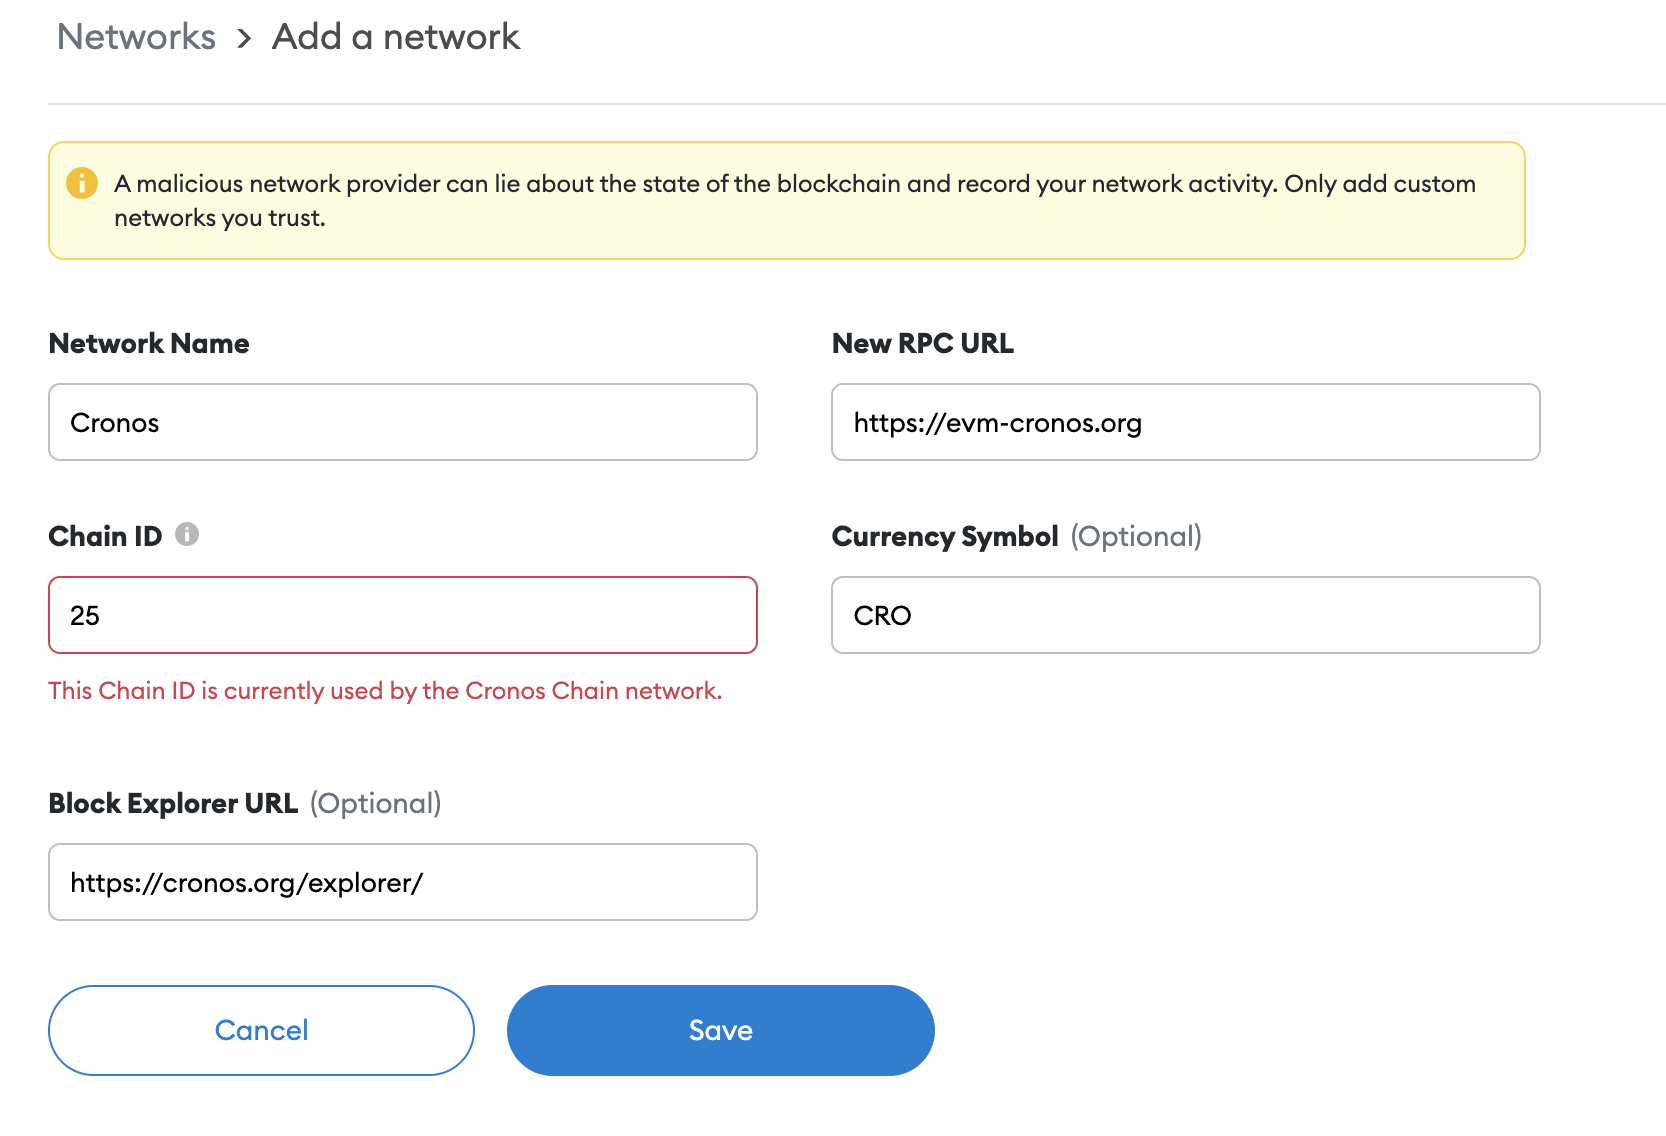 Networks > Add a network
A malicious network provider can lie about the state of the blockchain and record your network activity. Only add custom
networks you trust.
Network Name
New RPC URL
Cronos
https://evm-cronos.org
Chain ID
Currency Symbol (Optional)
25
CRO
This Chain ID is currently used by the Cronos Chain network.
Block Explorer URL (Optional)
https://cronos.org/explorer/
Cancel
Save